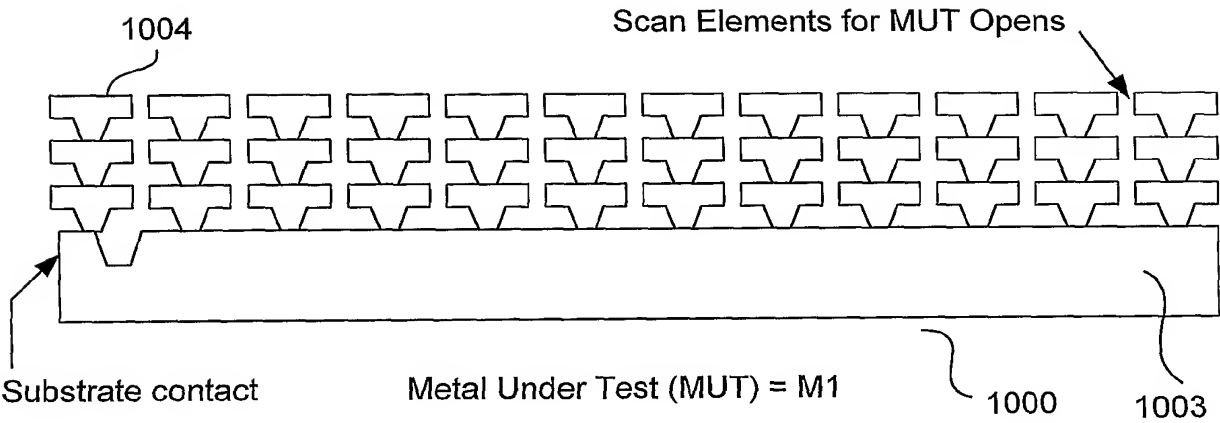 Scan Elements for MUT Opens
1004
Substrate contact
Metal Under Test (MUT) = M1
1000
1003